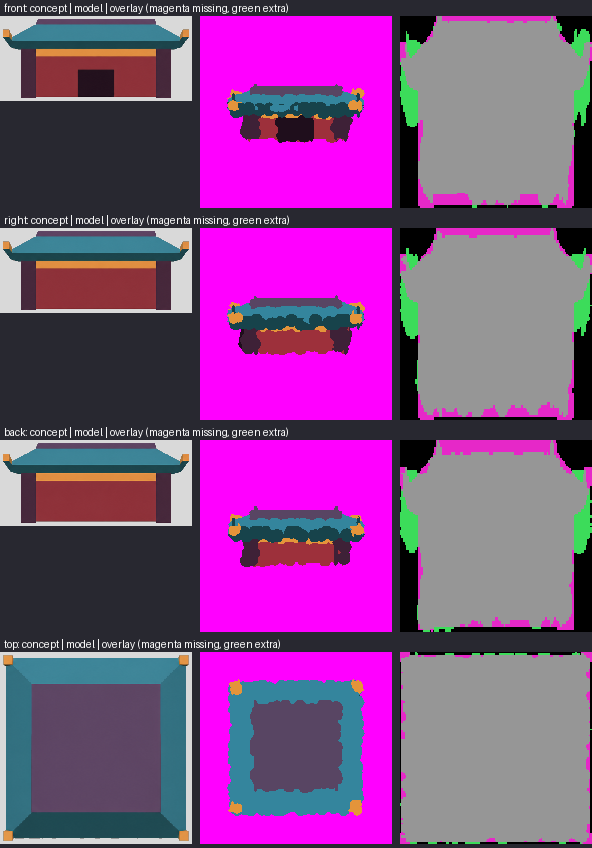 front: concept | model | overlay (magenta missing, green extra)
right: concept | model | overlay (magenta missing, green extra)
back: concept | model | overlay (magenta missing, green extra)
top: concept | model | overlay (magenta missing, green extra)